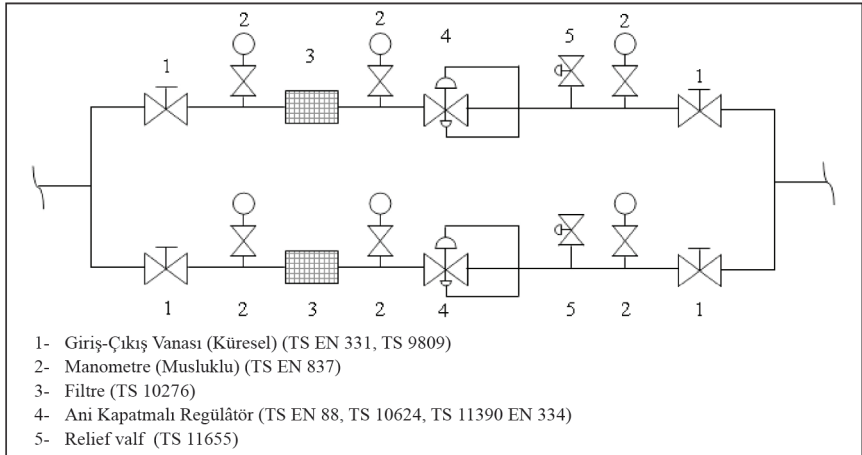 2 2 2
3 4 5
1 1
1 2 3 2 4 5 2 1
1- Giriş-Çıkış Vanası (Küresel) (TS EN 331, TS 9809)
2- Manometre (Musluklu) (TS EN 837)
3- Filtre (TS 10276)
4- Ani Kapatmalı Regülâtör (TS EN 88, TS 10624, TS 11390 EN 334)
5- Relief valf (TS 11655)